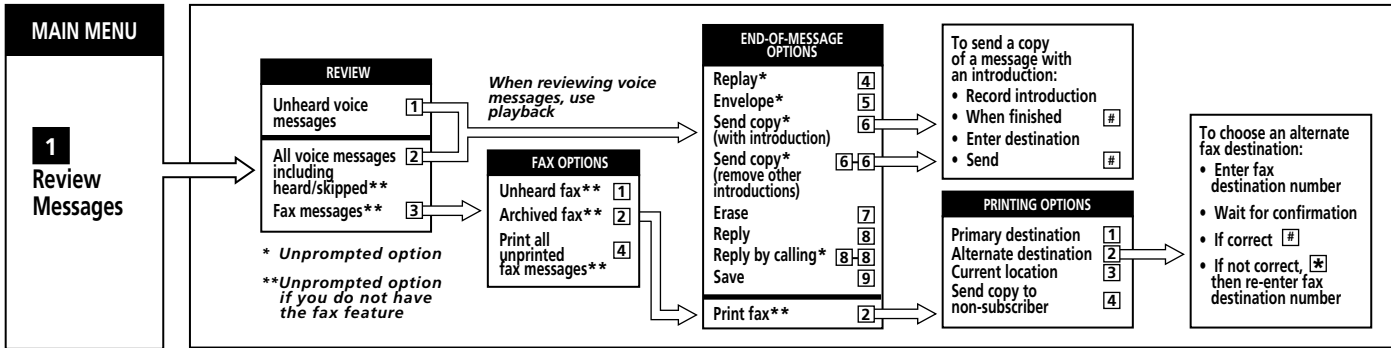 MAIN MENU
1
Review
Messages
REVIEW
Unheard voice 1
messages
All voice messages 2
including
heard/skipped**
Fax messages** 3
* Unprompted option
**Unprompted option
if you do not have
the fax feature
When reviewing voice
messages, use
playback
FAX OPTIONS
Unheard fax** 1
Archived fax** 2
Print all
unprinted 4
fax messages**
END-OF-MESSAGE
OPTIONS
Replay* 4
Envelope* 5
Send copy* 6
(with introduction)
Send copy* 6-6
(remove other
introductions)
Erase 7
Reply 8
Reply by calling* 8-8
Save 9
Print fax** 2
To send a copy
of a message with
an introduction:
• Record introduction
• When finished #
• Enter destination
• Send #
PRINTING OPTIONS
Primary destination 1
Alternate destination 2
Current location 3
Send copy to
non-subscriber 4
To choose an alternate
fax destination:
• Enter fax
destination number
• Wait for confirmation
• If correct #
• If not correct, *
then re-enter fax
destination number